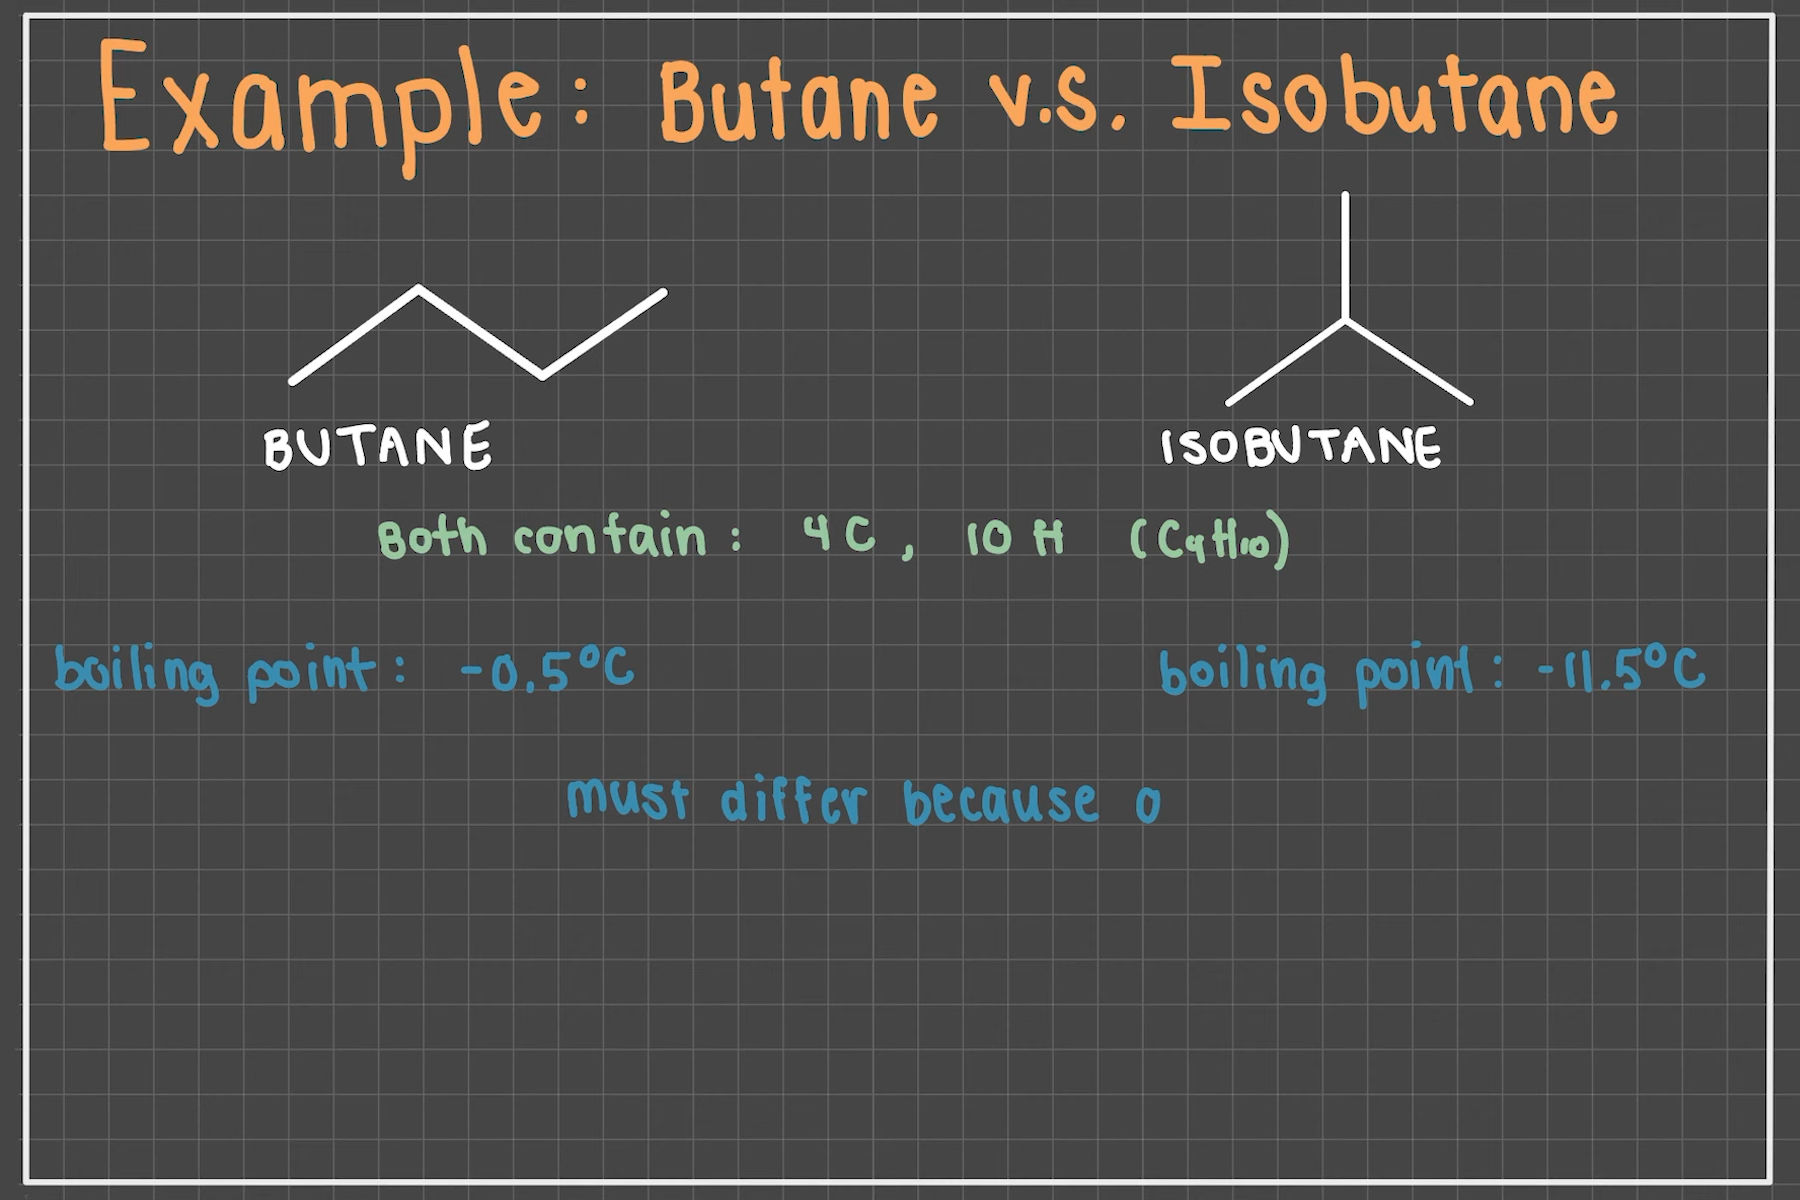 Example: Butane v.s. Isobutane
BUTANE
ISOBUTANE
Both contain: 4C, 10 H (C₄H₁₀)
boiling point: -0.5°C
boiling point: -11.5°C
must differ because o